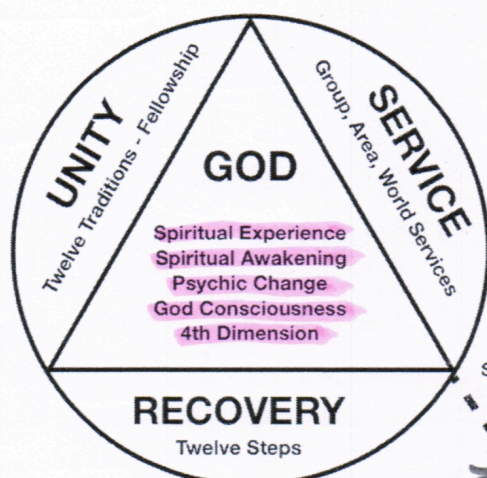 UNITY
Twelve Traditions - Fellowship
SERVICE
Group, Area, World Services
GOD
Spiritual Experience
Spiritual Awakening
Psychic Change
God Consciousness
4th Dimension
RECOVERY
Twelve Steps